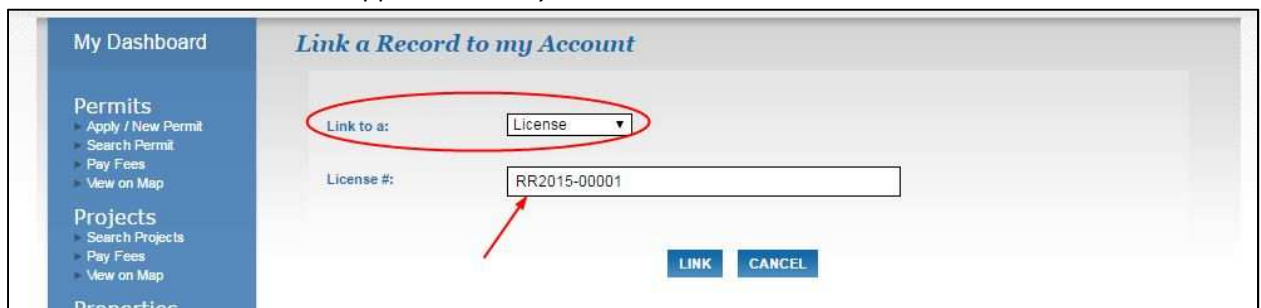 My Dashboard
Permits
Apply / New Permit
Search Permit
Pay Fees
View on Map
Projects
Search Projects
Pay Fees
View on Map
Properties
Link a Record to my Account
Link to a: License
License #: RR2015-00001
LINK CANCEL